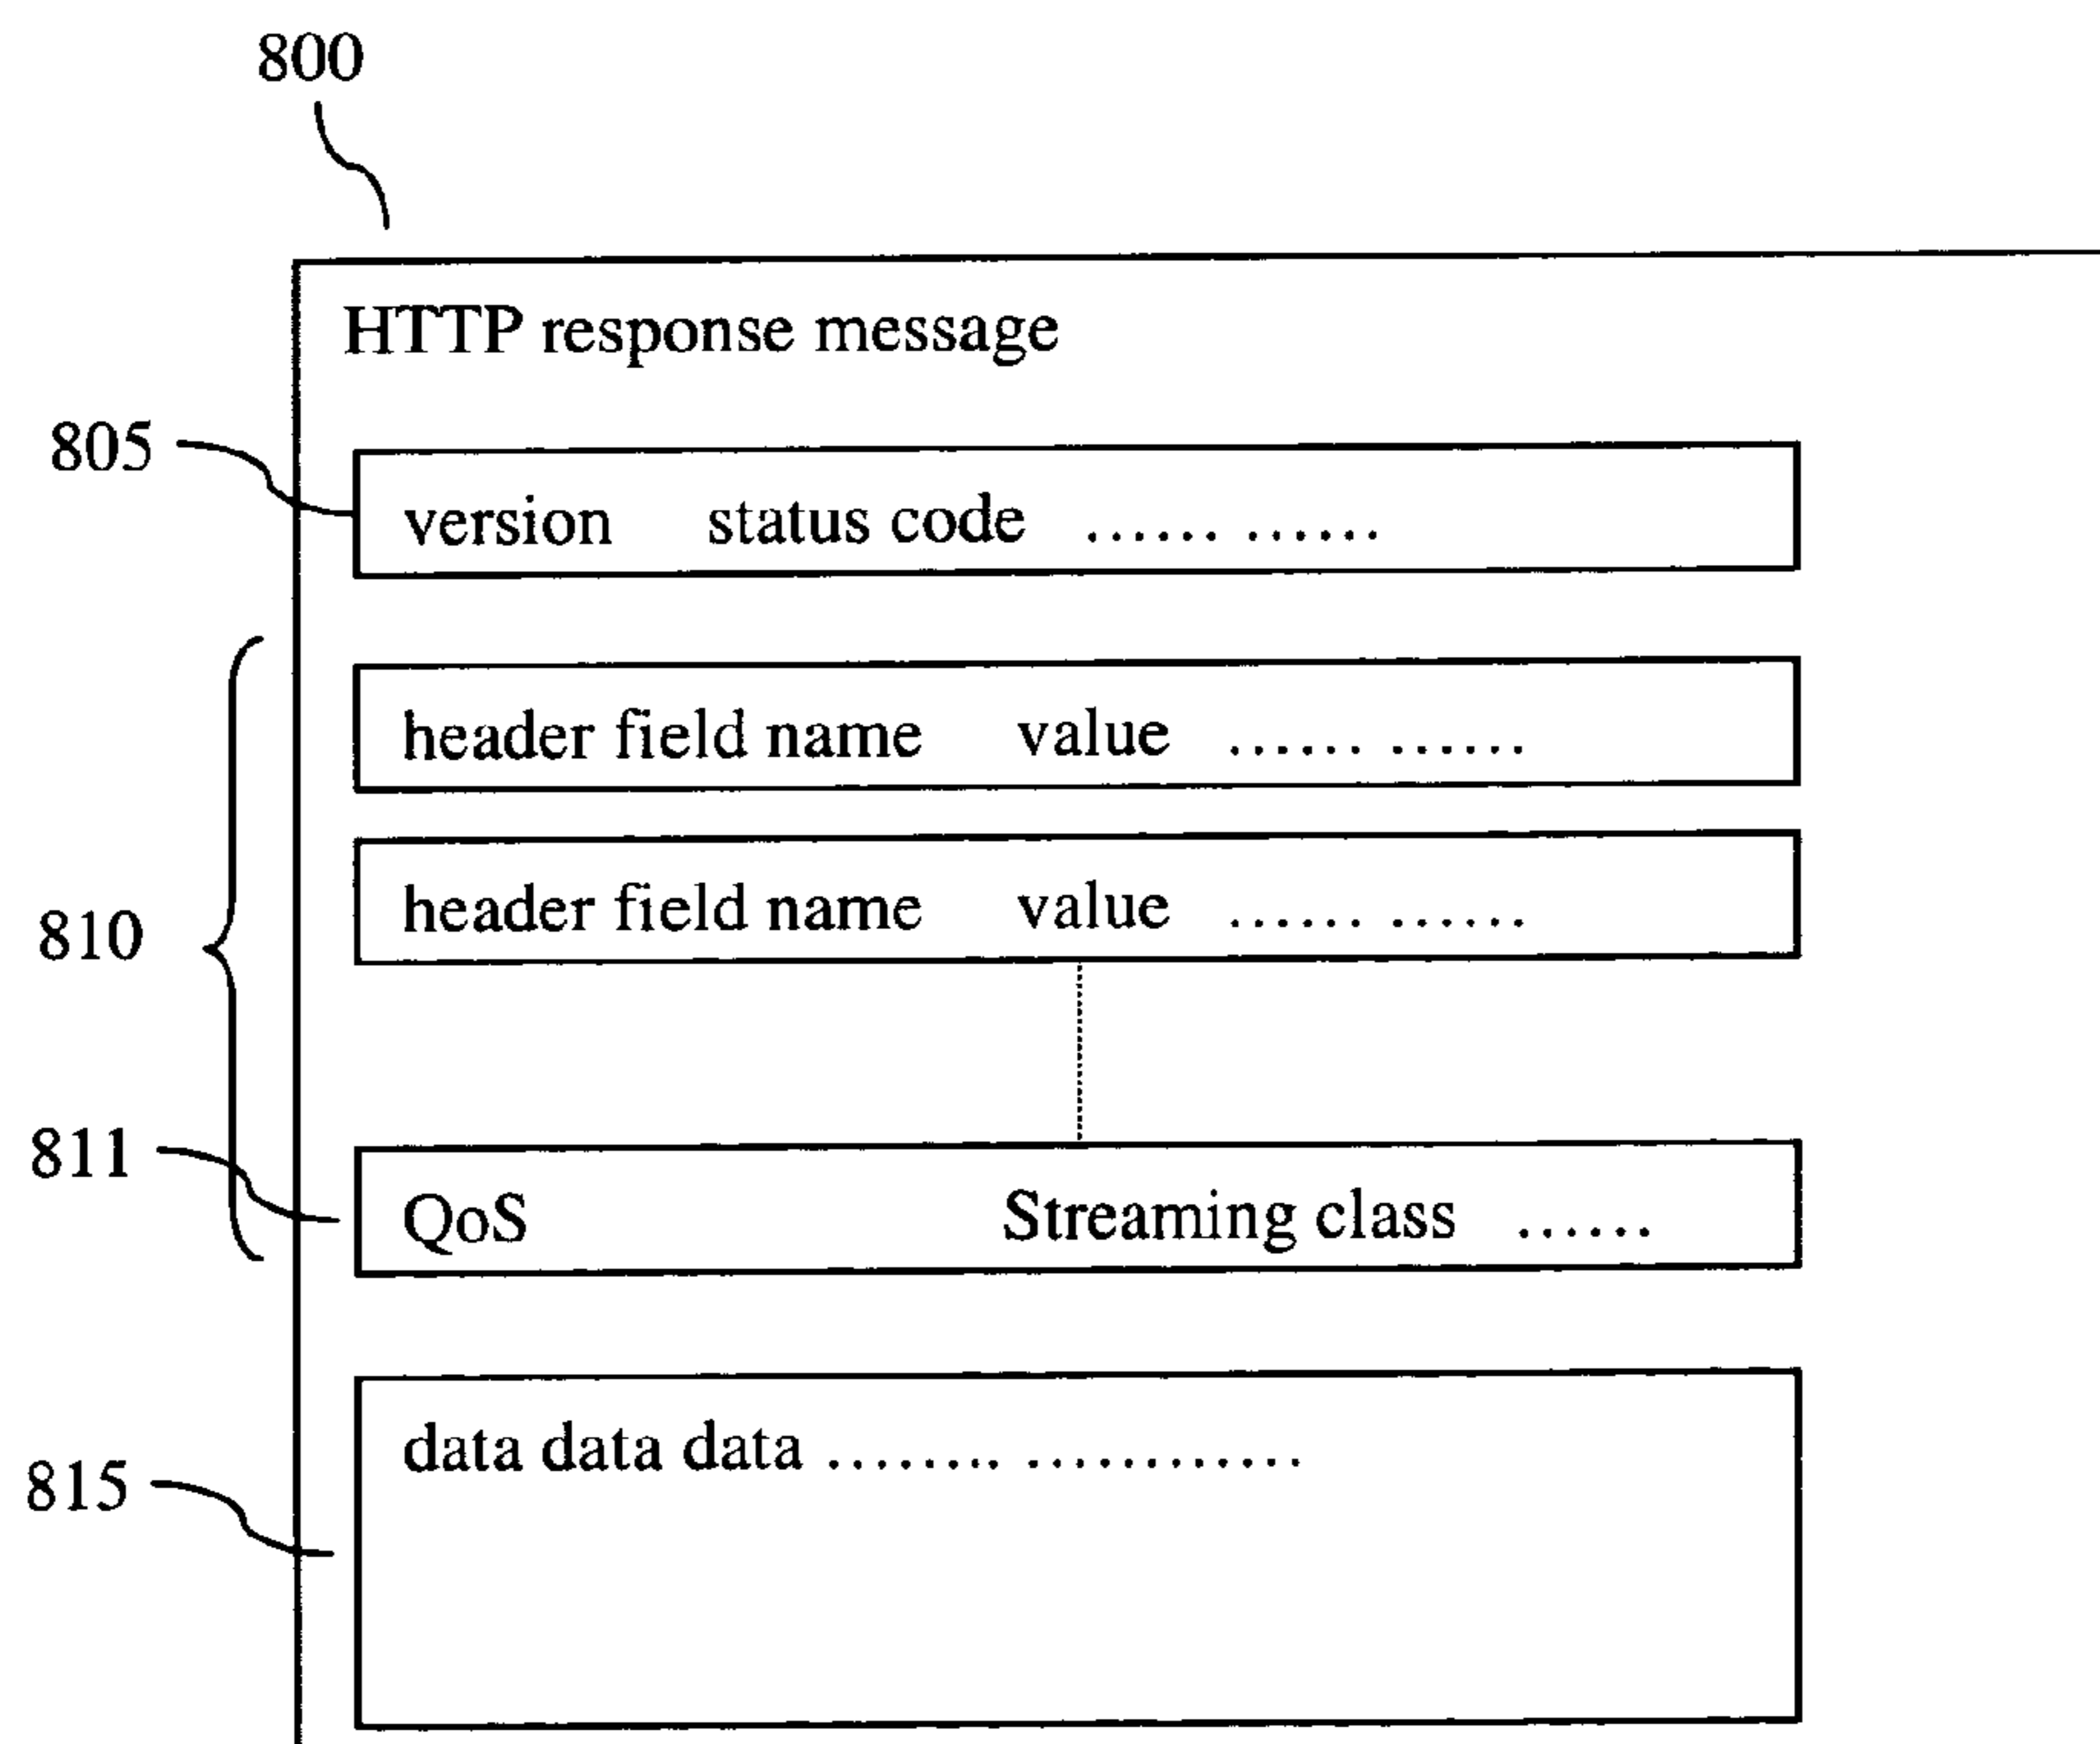 800
HTTP response message
805
version status code ...... ......
header field name value ...... ......
810
header field name value ...... ......
811
QoS Streaming class ......
815
data data data ........ ............